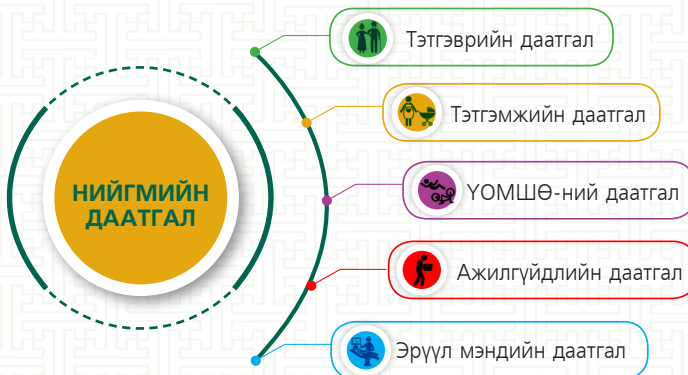 НИЙГМИЙН
ДААТГАЛ
Тэтгэврийн даатгал
Тэтгэмжийн даатгал
ҮОМШӨ-ний даатгал
Ажилгүйдлийн даатгал
Эрүүл мэндийн даатгал